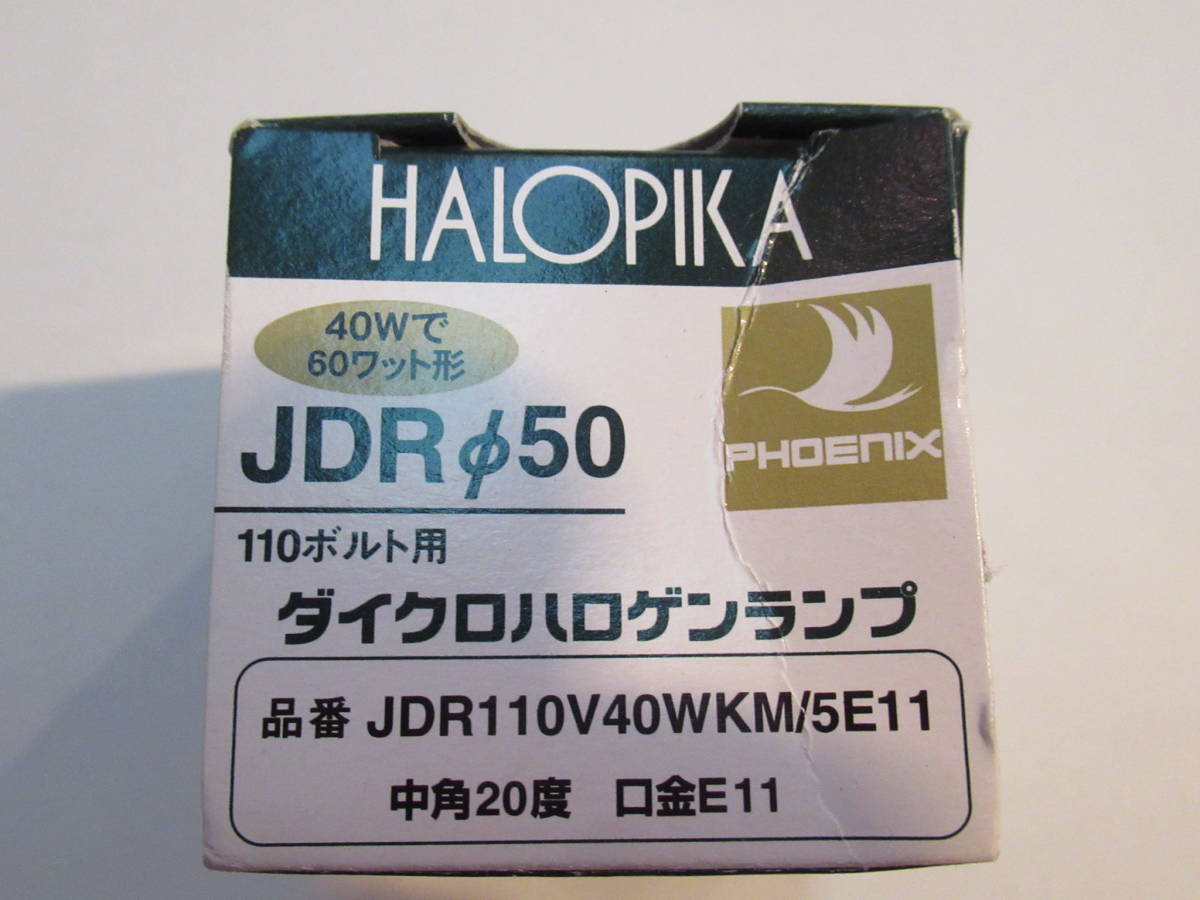 HALOPIKA
40Wで
60ワット形
JDRφ50
PHOENIX
110ボルト用
ダイクロハロゲンランプ
品番 JDR110V40WKM/5E11
中角20度 口金E11